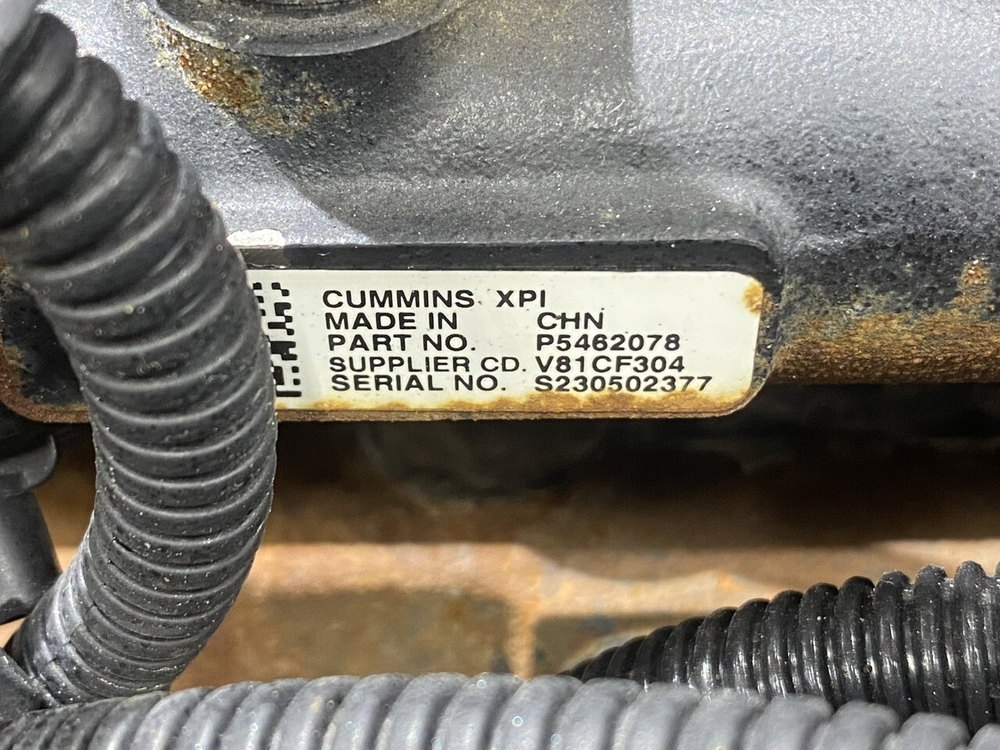 CUMMINS XPI
MADE IN CHN
PART NO. P5462078
SUPPLIER CD. V81CF304
SERIAL NO. S230502377